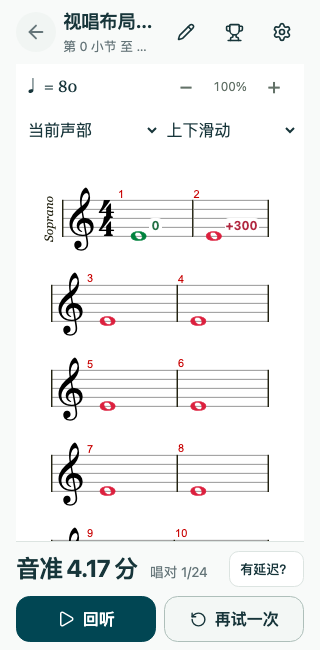 视唱布局...
第 0 小节 至 ...
♩ = 80
100%
当前声部
上下滑动
1
2
Soprano
4
4
0
+300
3
4
5
6
7
8
9
10
音准 4.17 分
唱对 1/24
有延迟?
回听
再试一次